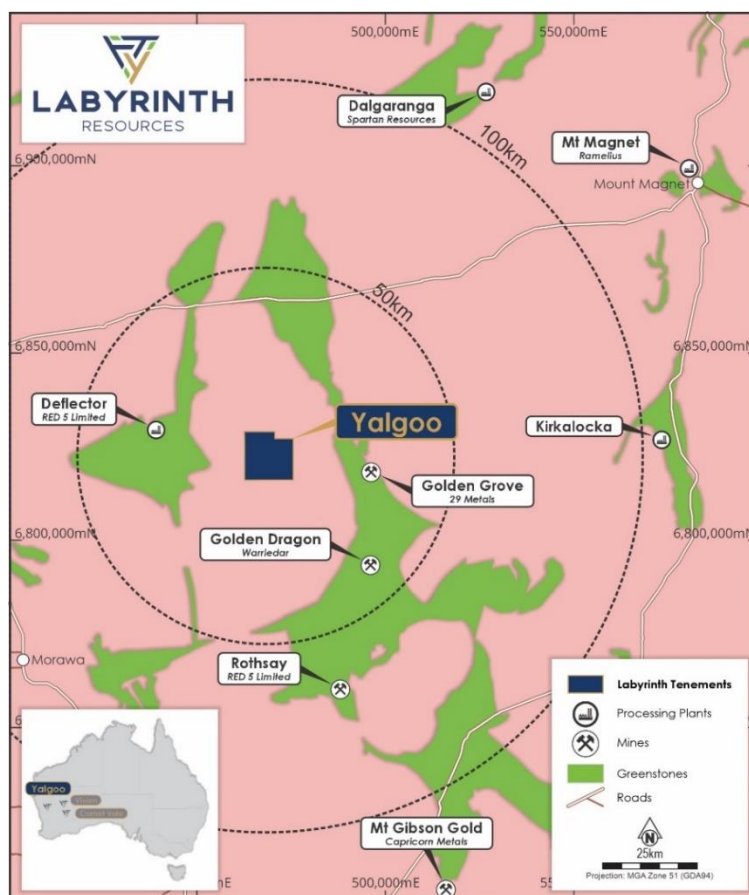 LABYRINTH
RESOURCES
500,000mE
550,000mE
Dalgaranga
Spartan Resources
100km
Mt Magnet
Ramelius
Mount Magnet
6,900,000mN
50km
6,850,000mN
6,850,000mN
Deflector
RED 5 Limited
Yalgoo
Kirkalocka
Golden Grove
29 Metals
Golden Dragon
Warriedar
6,800,000mN
6,800,000mN
Morawa
Rothsay
RED 5 Limited
Labyrinth Tenements
Processing Plants
Mines
Greenstones
Roads
N
25km
Projection: MGA Zone 51 (GDA94)
Yalgoo
Mt Gibson Gold
Capricorn Metals
500,000mE